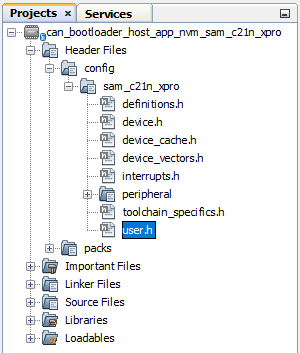 Projects
Services
can_bootloader_host_app_nvm_sam_c21n_xpro
Header Files
config
sam_c21n_xpro
definitions.h
device.h
device_cache.h
device_vectors.h
interrupts.h
peripheral
toolchain_specifics.h
user.h
packs
Important Files
Linker Files
Source Files
Libraries
Loadables